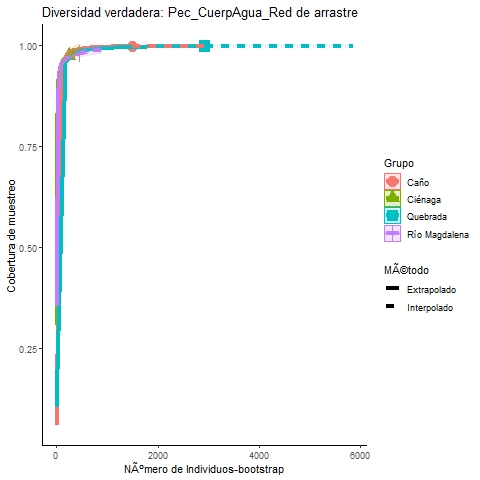 Diversidad verdadera: Pec_CuerpAgua_Red de arrastre
1.00
0.75
0.50
0.25
Cobertura de muestreo
0
2000
4000
6000
NÃºmero de Individuos-bootstrap
Grupo
Caño
Ciénaga
Quebrada
Río Magdalena
MÃ©todo
Extrapolado
Interpolado